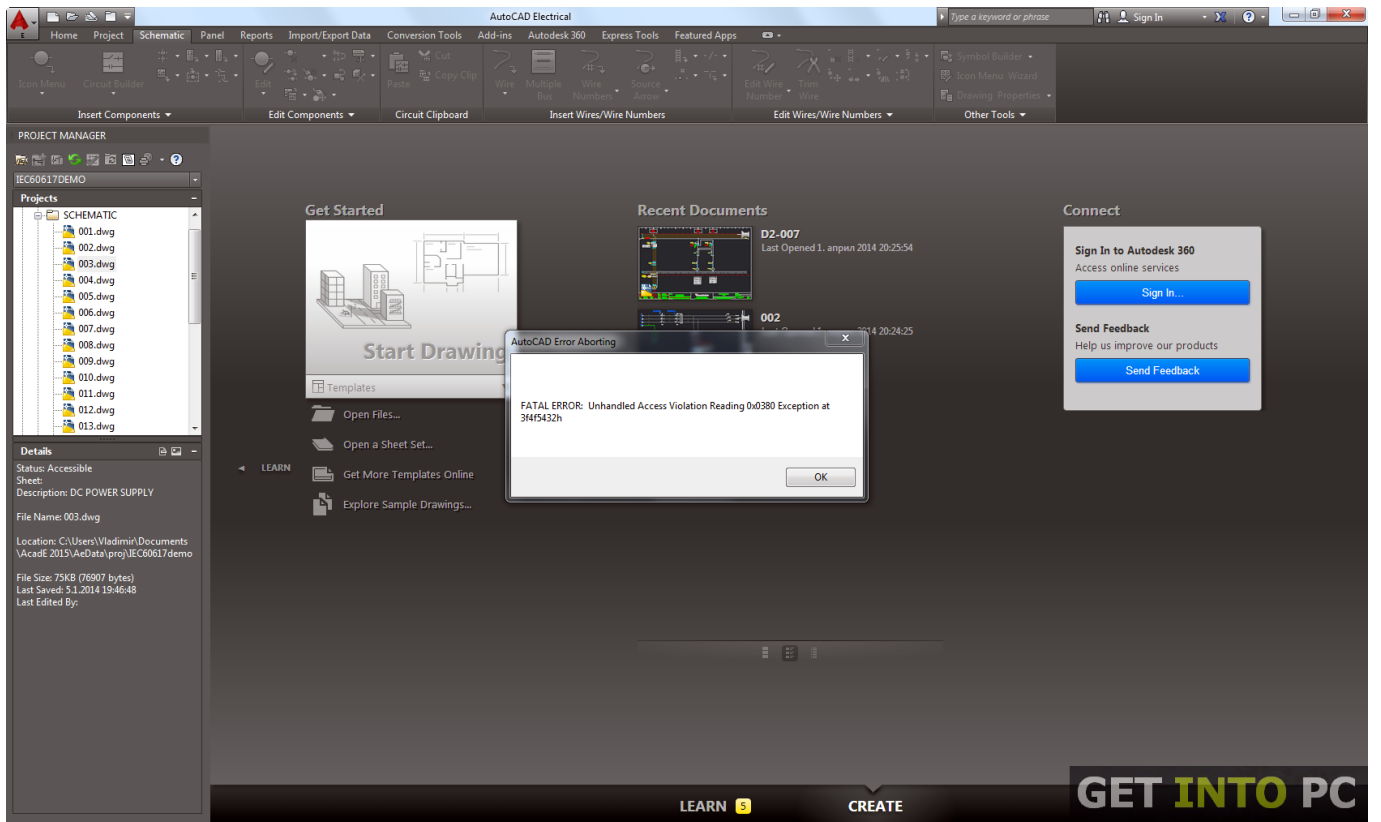 AutoCAD Electrical
Type a keyword or phrase
Sign In
E
Home Project Schematic Panel Reports Import/Export Data Conversion Tools Add-ins Autodesk 360 Express Tools Featured Apps
Icon Menu
Circuit Builder
Insert Components
Edit
Edit Components
Paste
Cut
Copy Clip
Circuit Clipboard
Wire
Multiple Bus
Wire Numbers
Source Arrow
Insert Wires/Wire Numbers
Edit Wire Number
Trim Wire
Edit Wires/Wire Numbers
Symbol Builder
Icon Menu Wizard
Drawing Properties
Other Tools
PROJECT MANAGER
IEC60617DEMO
Projects
SCHEMATIC
001.dwg
002.dwg
003.dwg
004.dwg
005.dwg
006.dwg
007.dwg
008.dwg
009.dwg
010.dwg
011.dwg
012.dwg
013.dwg
Details
Status: Accessible
Sheet:
Description: DC POWER SUPPLY
File Name: 003.dwg
Location: C:\Users\Vladimir\Documents
\AcadE 2015\AeData\proj\IEC60617demo
File Size: 75KB (76907 bytes)
Last Saved: 5.1.2014 19:46:48
Last Edited By:
LEARN
Get Started
Start Drawing
Templates
Open Files...
Open a Sheet Set...
Get More Templates Online
Explore Sample Drawings...
Recent Documents
D2-007
Last Opened 1. април 2014 20:25:54
002
2014 20:24:25
AutoCAD Error Aborting
FATAL ERROR: Unhandled Access Violation Reading 0x0380 Exception at
3f4f5432h
OK
Connect
Sign In to Autodesk 360
Access online services
Sign In...
Send Feedback
Help us improve our products
Send Feedback
LEARN 5
CREATE
GET INTO PC